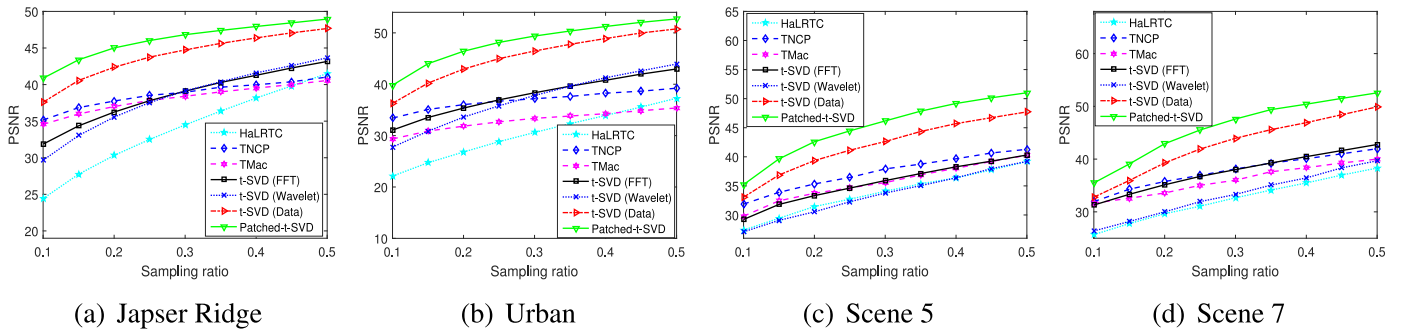 50
45
40
35
30
25
20
PSNR
0.1 0.2 0.3 0.4 0.5
Sampling ratio
HaLRTC
TNCP
TMac
t-SVD (FFT)
t-SVD (Wavelet)
t-SVD (Data)
Patched-t-SVD
(a) Japser Ridge
50
40
30
20
10
PSNR
0.1 0.2 0.3 0.4 0.5
Sampling ratio
HaLRTC
TNCP
TMac
t-SVD (FFT)
t-SVD (Wavelet)
t-SVD (Data)
Patched-t-SVD
(b) Urban
65
60
55
50
45
40
35
30
PSNR
0.1 0.2 0.3 0.4 0.5
Sampling ratio
HaLRTC
TNCP
TMac
t-SVD (FFT)
t-SVD (Wavelet)
t-SVD (Data)
Patched-t-SVD
(c) Scene 5
60
50
40
30
PSNR
0.1 0.2 0.3 0.4 0.5
Sampling ratio
HaLRTC
TNCP
TMac
t-SVD (FFT)
t-SVD (Wavelet)
t-SVD (Data)
Patched-t-SVD
(d) Scene 7